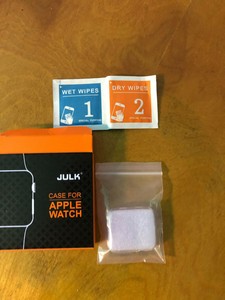 WET WIPES
1
DRY WIPES
2
JULK
CASE FOR
APPLE
WATCH